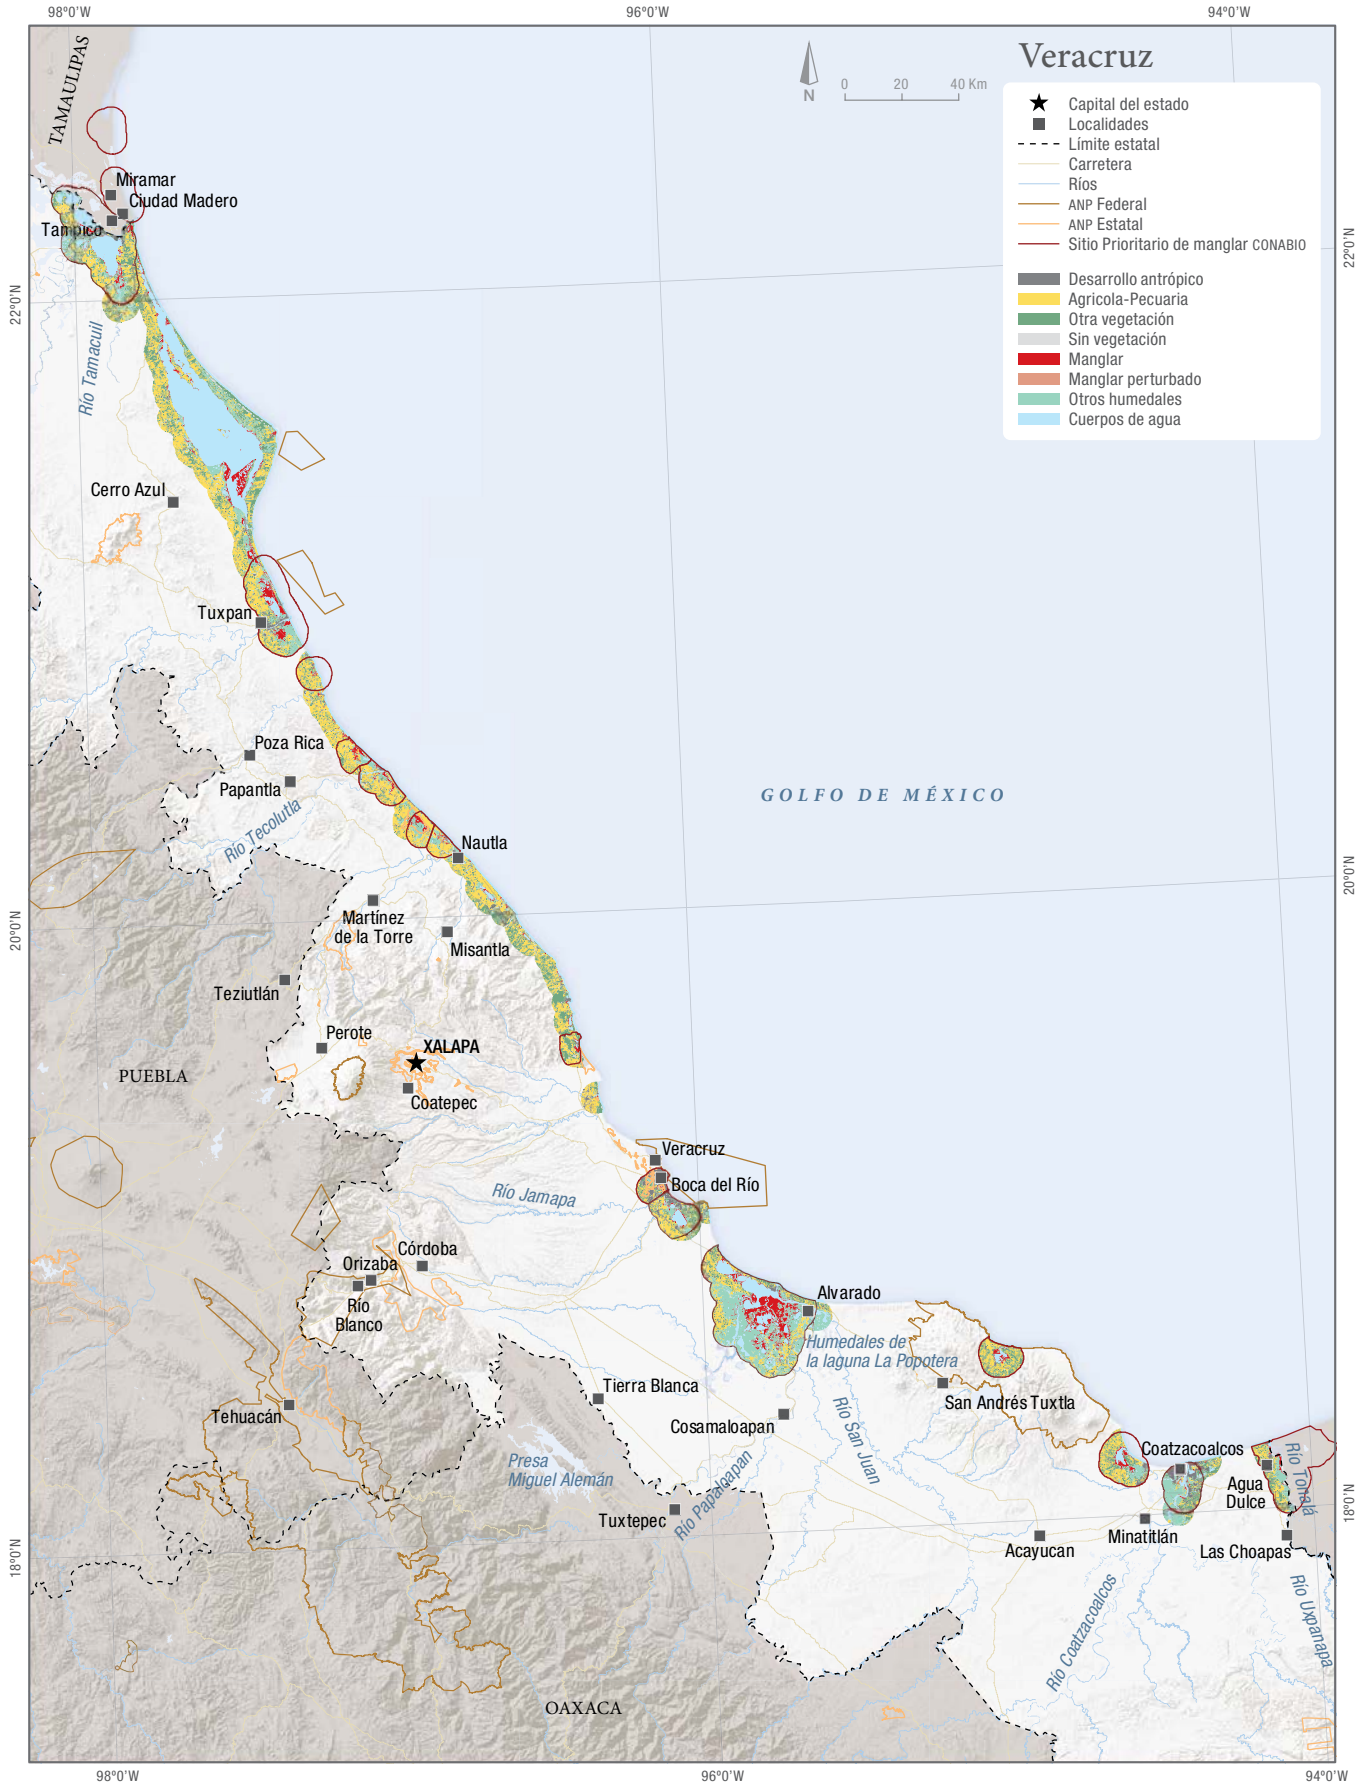 98°0'W
96°0'W
94°0'W
Veracruz
0 20 40 Km
N
Capital del estado
Localidades
Límite estatal
Carretera
Ríos
ANP Federal
ANP Estatal
Sitio Prioritario de manglar CONABIO
Desarrollo antrópico
Agricola-Pecuaria
Otra vegetación
Sin vegetación
Manglar
Manglar perturbado
Otros humedales
Cuerpos de agua
TAMAULIPAS
Miramar
Ciudad Madero
Tampico
22°0'N
22°0'N
Río Tamacuil
Cerro Azul
Tuxpan
Poza Rica
Papantla
GOLFO DE MÉXICO
Río Tecolutla
Nautla
20°0'N
20°0'N
Martínez
de la Torre
Misantla
Teziutlán
Perote
XALAPA
PUEBLA
Coatepec
Veracruz
Boca del Río
Río Jamapa
Córdoba
Orizaba
Río
Blanco
Alvarado
Humedales de
la laguna La Popotera
Tierra Blanca
San Andrés Tuxtla
Tehuacán
Cosamaloapan
Río San Juan
Presa
Miguel Alemán
Coatzacoalcos
Río Tonalá
Agua
Dulce
Río Papaloapan
Tuxtepec
Minatitlán
Acayucan
Las Choapas
18°0'N
18°0'N
Río Coatzacoalcos
Río Uxpanapa
OAXACA
98°0'W
96°0'W
94°0'W